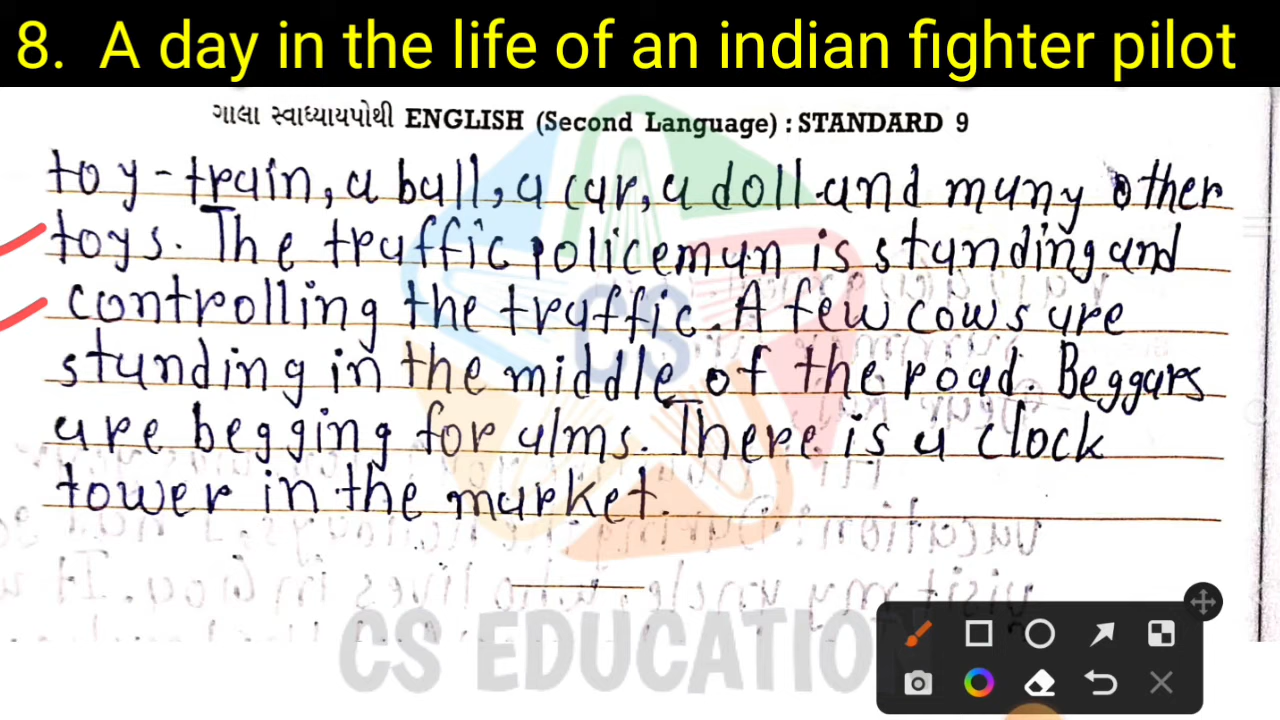 8. A day in the life of an indian fighter pilot
ગાલા સ્વાધ્યાયપોથી ENGLISH (Second Language) : STANDARD 9
toy-train, a ball, a car, a doll and many other
toys. The traffic policeman is standing and
controlling the traffic. A few cows are
standing in the middle of the road. Beggars
are begging for alms. There is a clock
tower in the market.
CS
CS EDUCATION